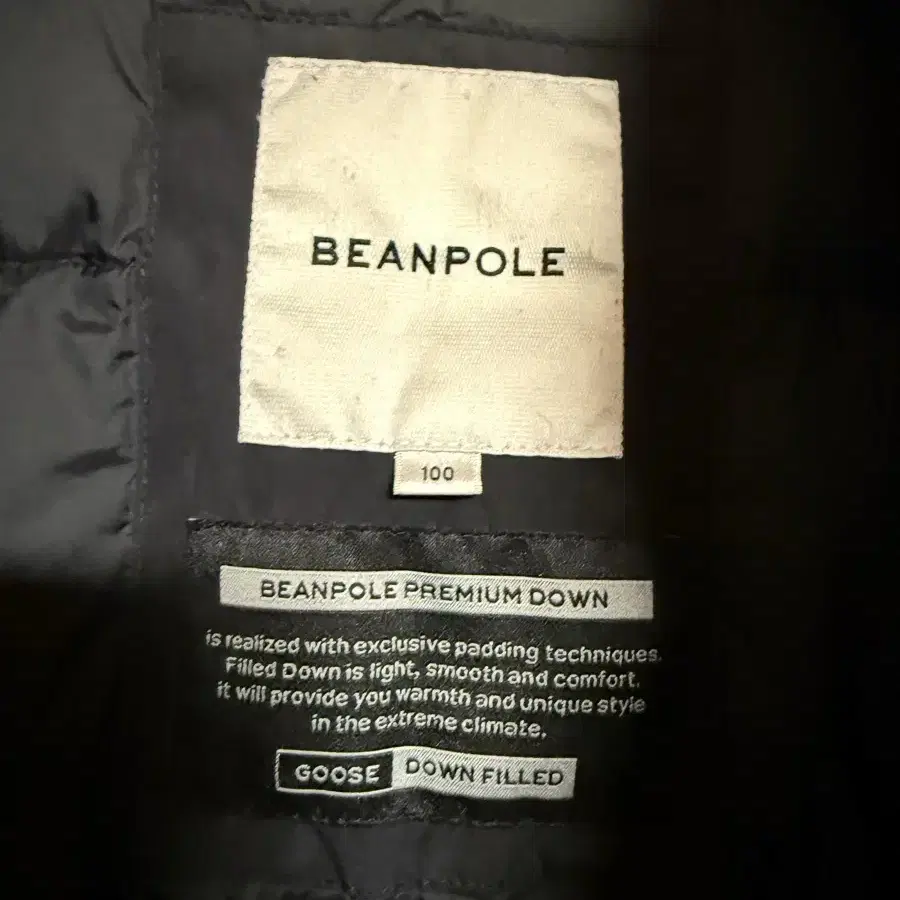 BEANPOLE
100
BEANPOLE PREMIUM DOWN
is realized with exclusive padding techniques.
Filled Down is light, smooth and comfort.
it will provide you warmth and unique style
in the extreme climate.
GOOSE DOWN FILLED